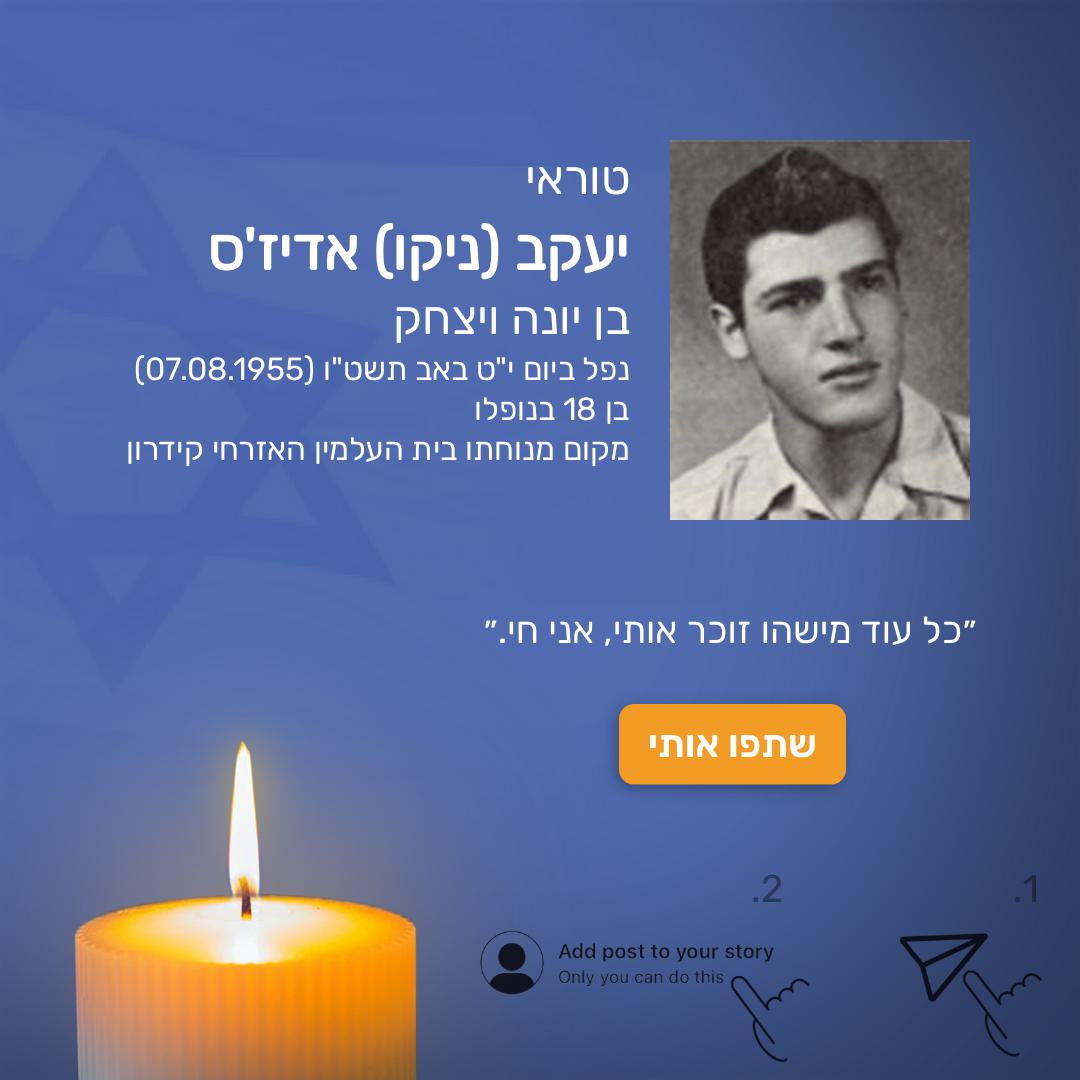 טוראי
יעקב (ניקו) אדיז'ס
בן יונה ויצחק
נפל ביום י"ט באב תשט"ו (07.08.1955)
בן 18 בנופלו
מקום מנוחתו בית העלמין האזרחי קידרון
״כל עוד מישהו זוכר אותי, אני חי.״
שתפו אותי
.1
.2
Add post to your story
Only you can do this